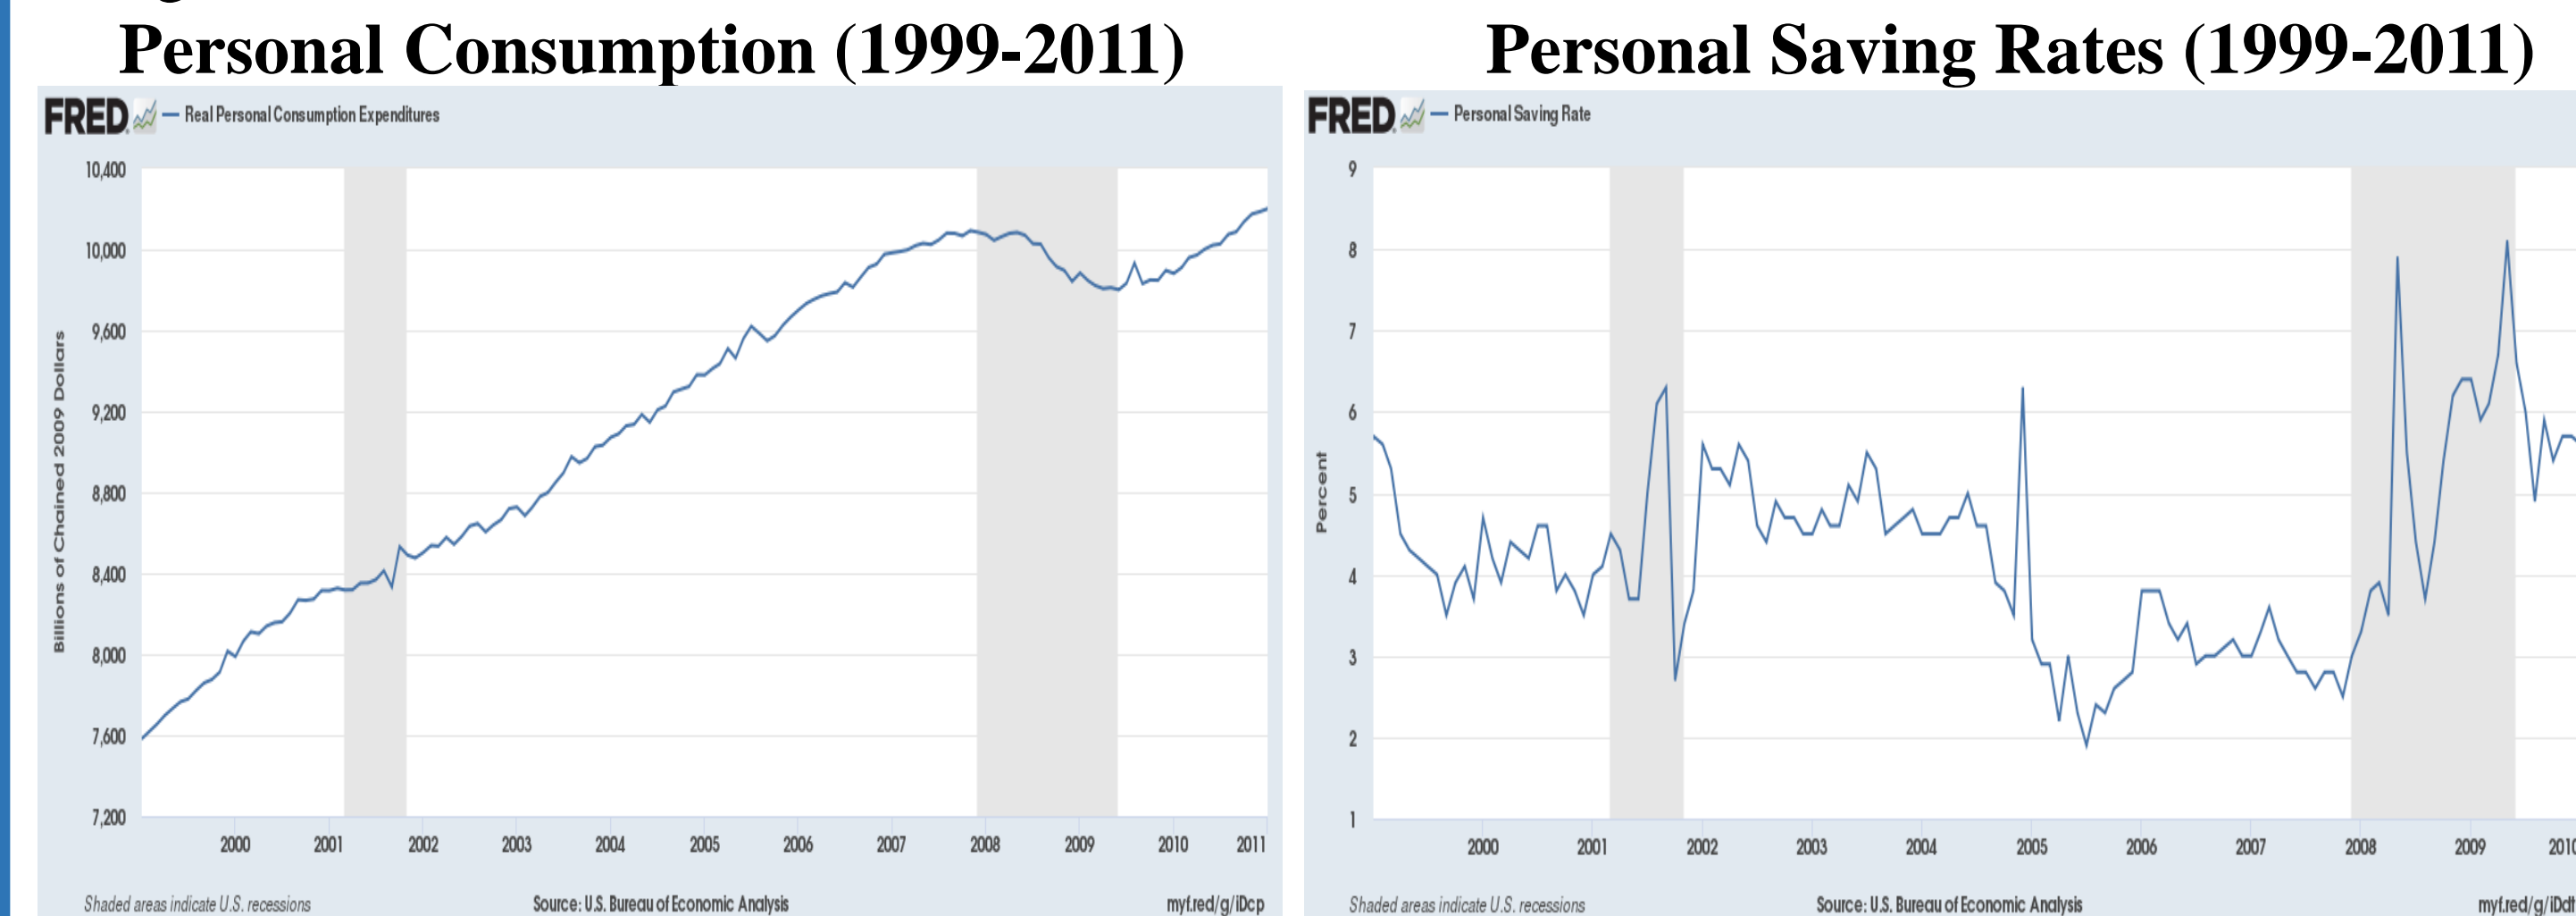 Personal Consumption (1999-2011)
FRED — Real Personal Consumption Expenditures
Billions of Chained 2009 Dollars
10,400
10,000
9,600
9,200
8,800
8,400
8,000
7,600
7,200
2000 2001 2002 2003 2004 2005 2006 2007 2008 2009 2010 2011
Shaded areas indicate U.S. recessions Source: U.S. Bureau of Economic Analysis myf.red/g/iDcp
Personal Saving Rates (1999-2011)
FRED — Personal Saving Rate
Percent
9
8
7
6
5
4
3
2
1
2000 2001 2002 2003 2004 2005 2006 2007 2008 2009
Shaded areas indicate U.S. recessions Source: U.S. Bureau of Economic Analysis